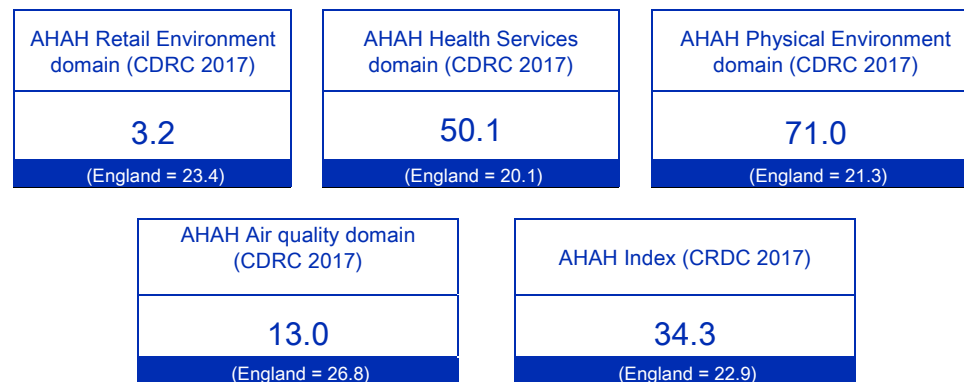 AHAH Retail Environment
domain (CDRC 2017)
3.2
(England = 23.4)
AHAH Health Services
domain (CDRC 2017)
50.1
(England = 20.1)
AHAH Physical Environment
domain (CDRC 2017)
71.0
(England = 21.3)
AHAH Air quality domain
(CDRC 2017)
13.0
(England = 26.8)
AHAH Index (CRDC 2017)
34.3
(England = 22.9)